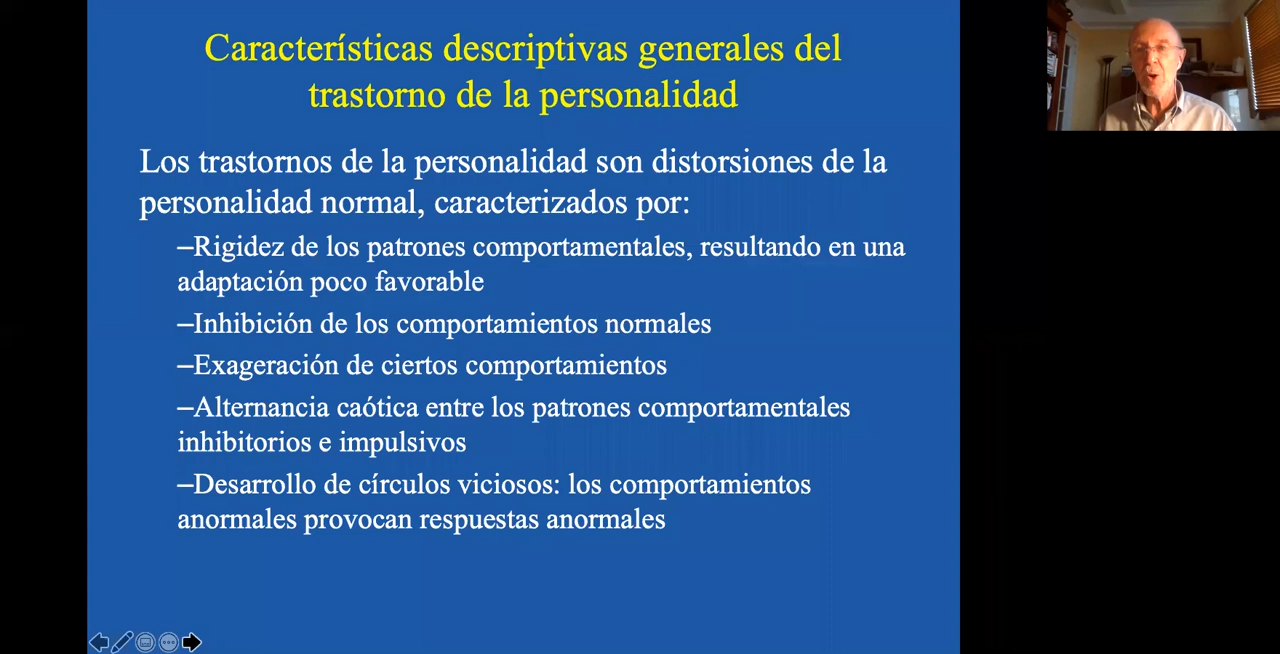 Características descriptivas generales del
trastorno de la personalidad
Los trastornos de la personalidad son distorsiones de la
personalidad normal, caracterizados por:
–Rigidez de los patrones comportamentales, resultando en una
adaptación poco favorable
–Inhibición de los comportamientos normales
–Exageración de ciertos comportamientos
–Alternancia caótica entre los patrones comportamentales
inhibitorios e impulsivos
–Desarrollo de círculos viciosos: los comportamientos
anormales provocan respuestas anormales